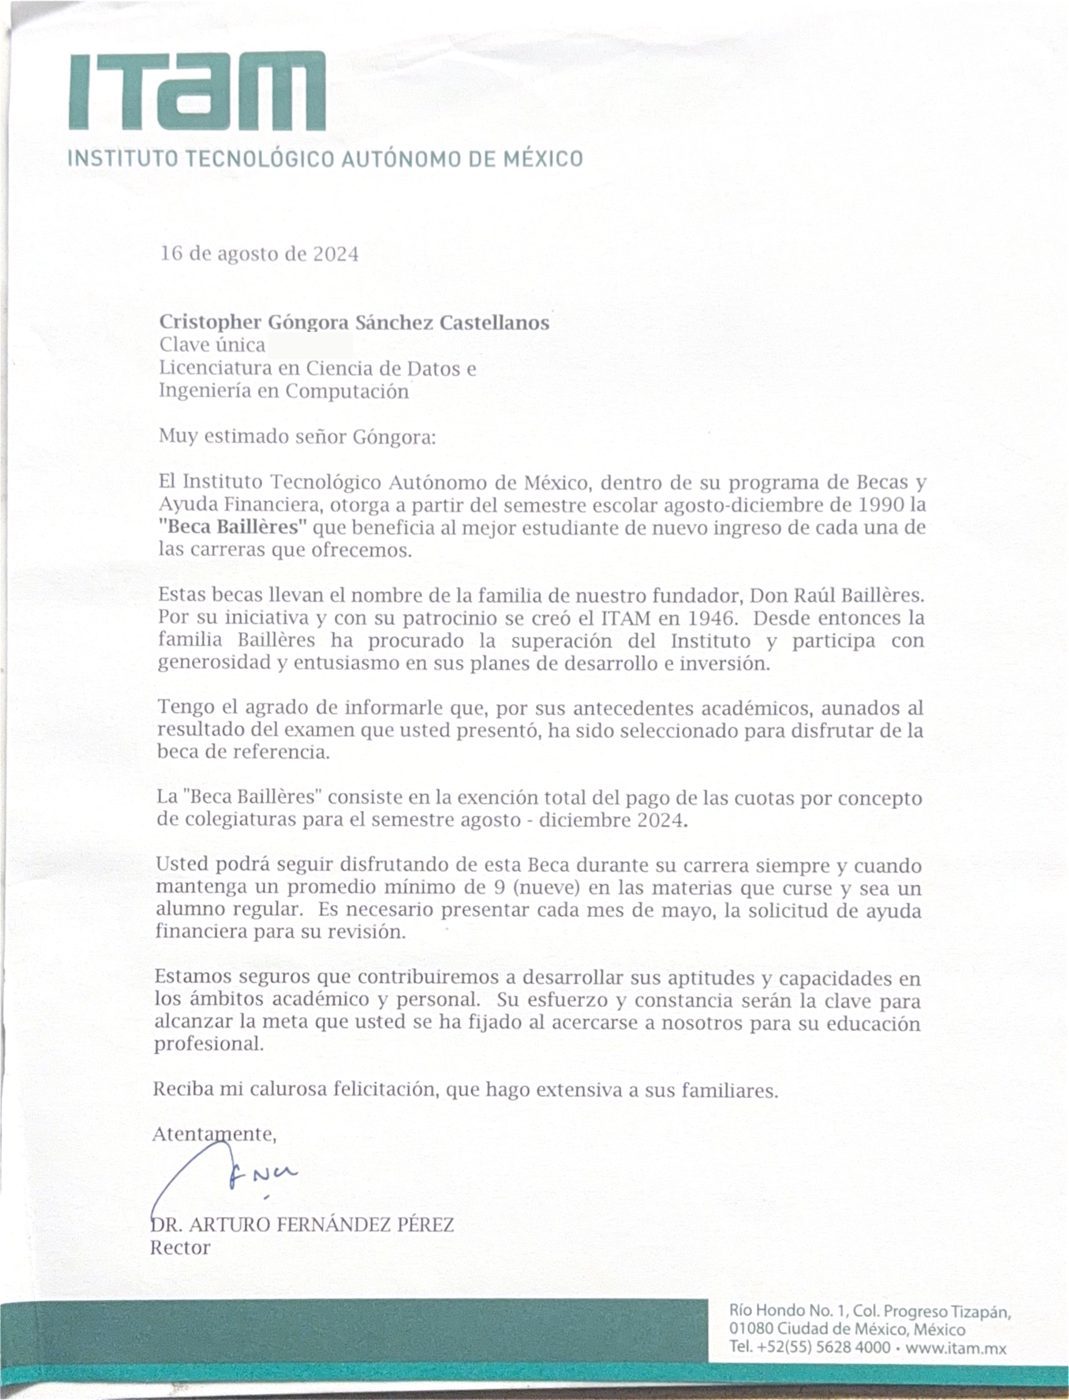 ITAM
INSTITUTO TECNOLÓGICO AUTÓNOMO DE MÉXICO
16 de agosto de 2024
Cristopher Góngora Sánchez Castellanos
Clave única
Licenciatura en Ciencia de Datos e
Ingeniería en Computación
Muy estimado señor Góngora:
El Instituto Tecnológico Autónomo de México, dentro de su programa de Becas y
Ayuda Financiera, otorga a partir del semestre escolar agosto-diciembre de 1990 la
"Beca Baillères" que beneficia al mejor estudiante de nuevo ingreso de cada una de
las carreras que ofrecemos.
Estas becas llevan el nombre de la familia de nuestro fundador, Don Raúl Baillères.
Por su iniciativa y con su patrocinio se creó el ITAM en 1946. Desde entonces la
familia Baillères ha procurado la superación del Instituto y participa con
generosidad y entusiasmo en sus planes de desarrollo e inversión.
Tengo el agrado de informarle que, por sus antecedentes académicos, aunados al
resultado del examen que usted presentó, ha sido seleccionado para disfrutar de la
beca de referencia.
La "Beca Baillères" consiste en la exención total del pago de las cuotas por concepto
de colegiaturas para el semestre agosto - diciembre 2024.
Usted podrá seguir disfrutando de esta Beca durante su carrera siempre y cuando
mantenga un promedio mínimo de 9 (nueve) en las materias que curse y sea un
alumno regular. Es necesario presentar cada mes de mayo, la solicitud de ayuda
financiera para su revisión.
Estamos seguros que contribuiremos a desarrollar sus aptitudes y capacidades en
los ámbitos académico y personal. Su esfuerzo y constancia serán la clave para
alcanzar la meta que usted se ha fijado al acercarse a nosotros para su educación
profesional.
Reciba mi calurosa felicitación, que hago extensiva a sus familiares.
Atentamente,
DR. ARTURO FERNÁNDEZ PÉREZ
Rector
Río Hondo No. 1, Col. Progreso Tizapán,
01080 Ciudad de México, México
Tel. +52(55) 5628 4000 · www.itam.mx